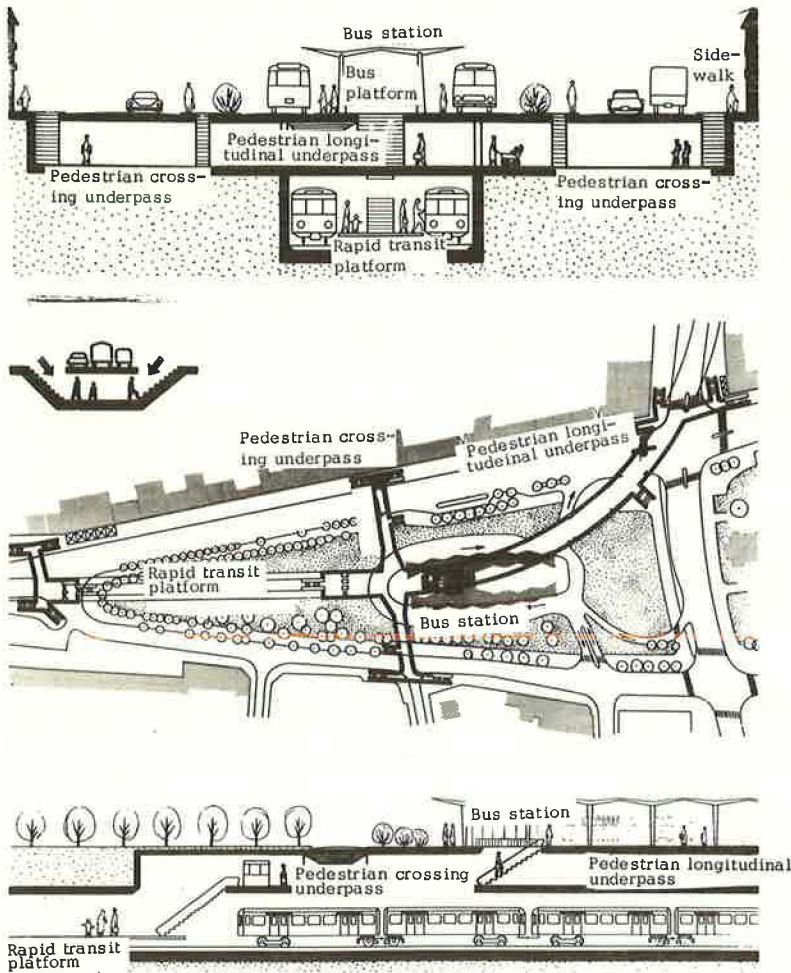 Bus station
Bus
platform
Side-
walk
Pedestrian longi-
tudinal underpass
Pedestrian cross-
ing underpass
Pedestrian cross-
ing underpass
Rapid transit
platform
Pedestrian cross-
ing underpass
Pedestrian longi-
tudeinal underpass
Rapid transit
platform
Bus station
Bus station
Pedestrian crossing
underpass
Pedestrian longitudinal
underpass
Rapid transit
platform